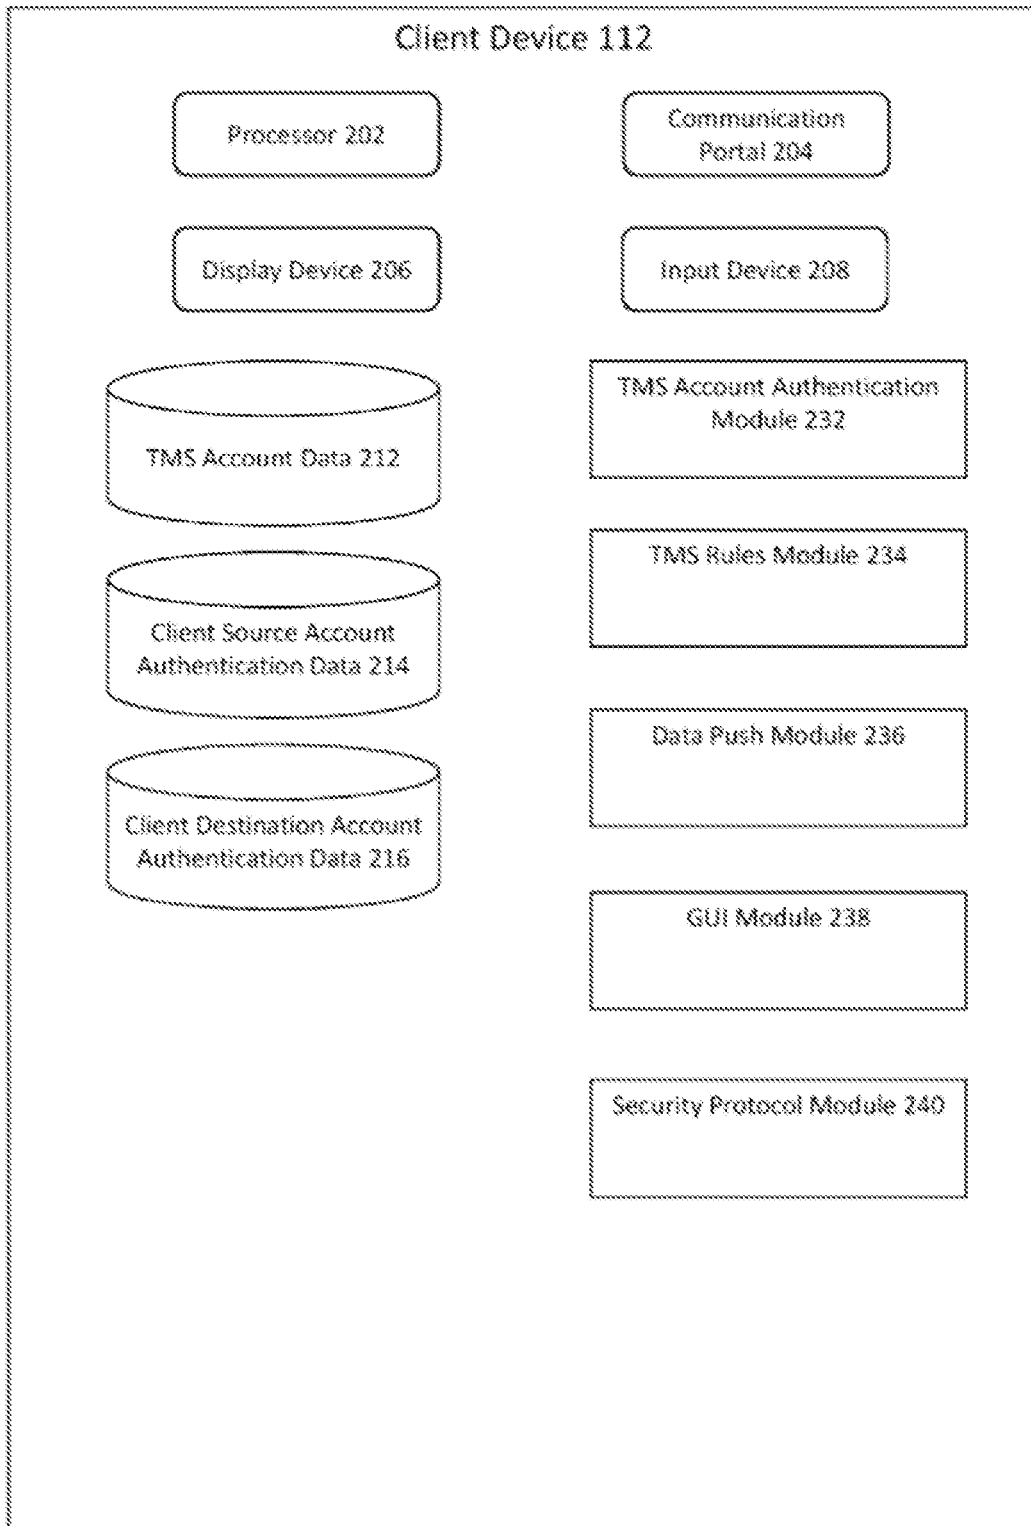 Client Device 112
Processor 202
Communication
Portal 204
Display Device 206
Input Device 208
TMS Account Data 212
Client Source Account
Authentication Data 214
Client Destination Account
Authentication Data 216
TMS Account Authentication
Module 232
TMS Rules Module 234
Data Push Module 236
GUI Module 238
Security Protocol Module 240